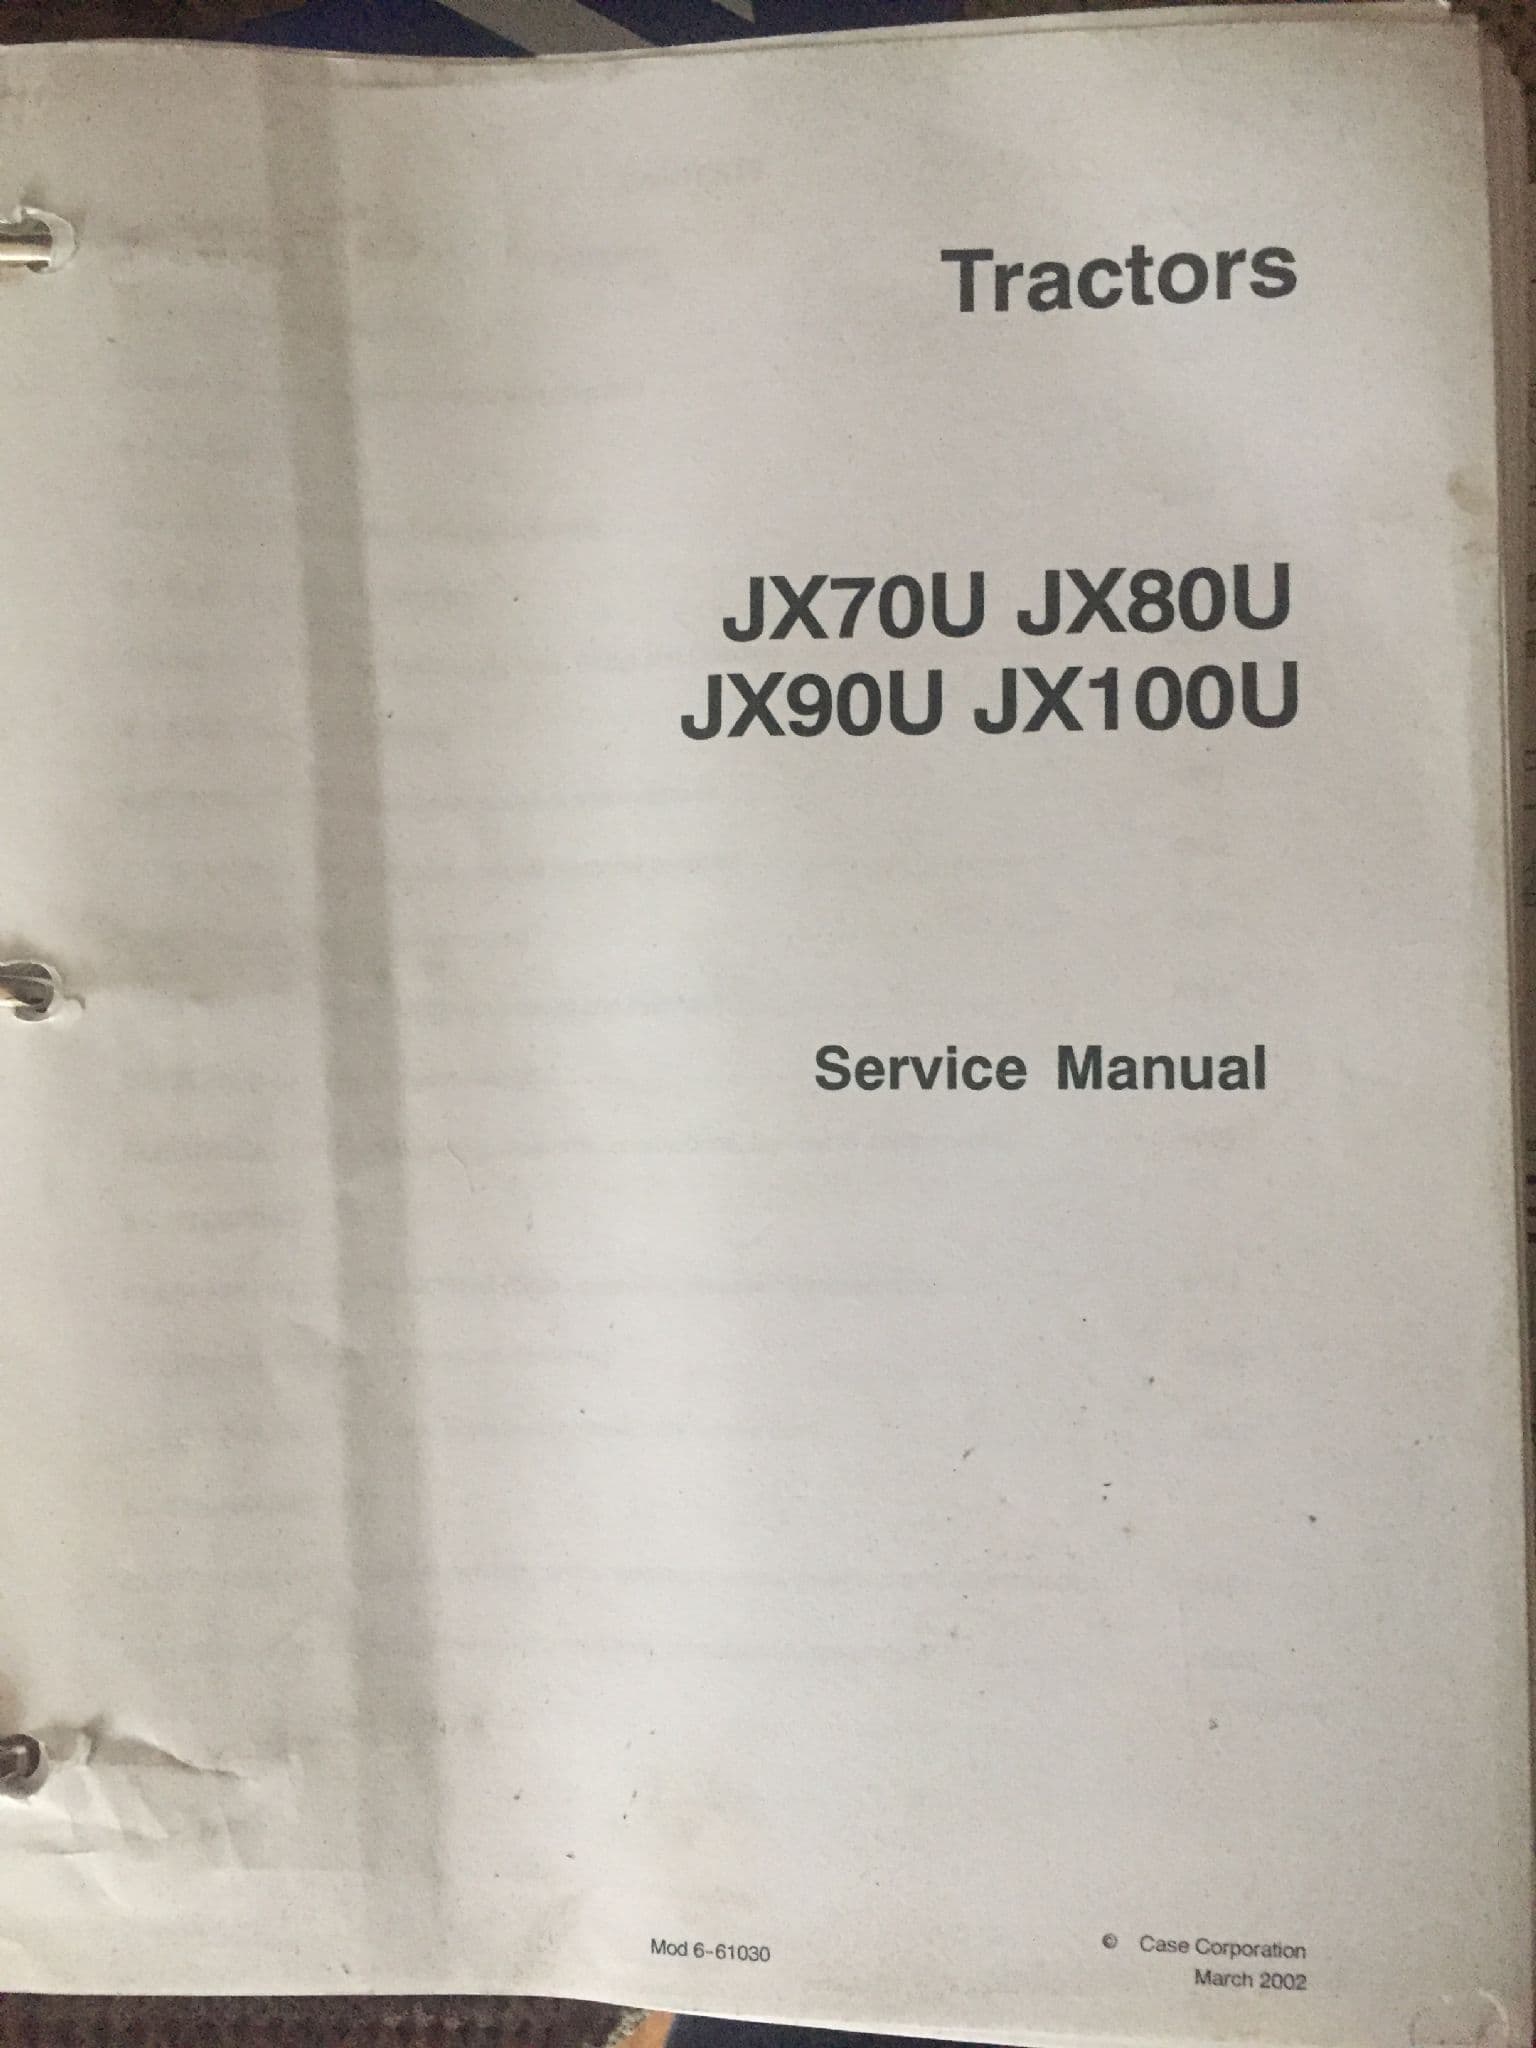 Tractors
JX70U JX80U
JX90U JX100U
Service Manual
Mod 6-61030
© Case Corporation
March 2002